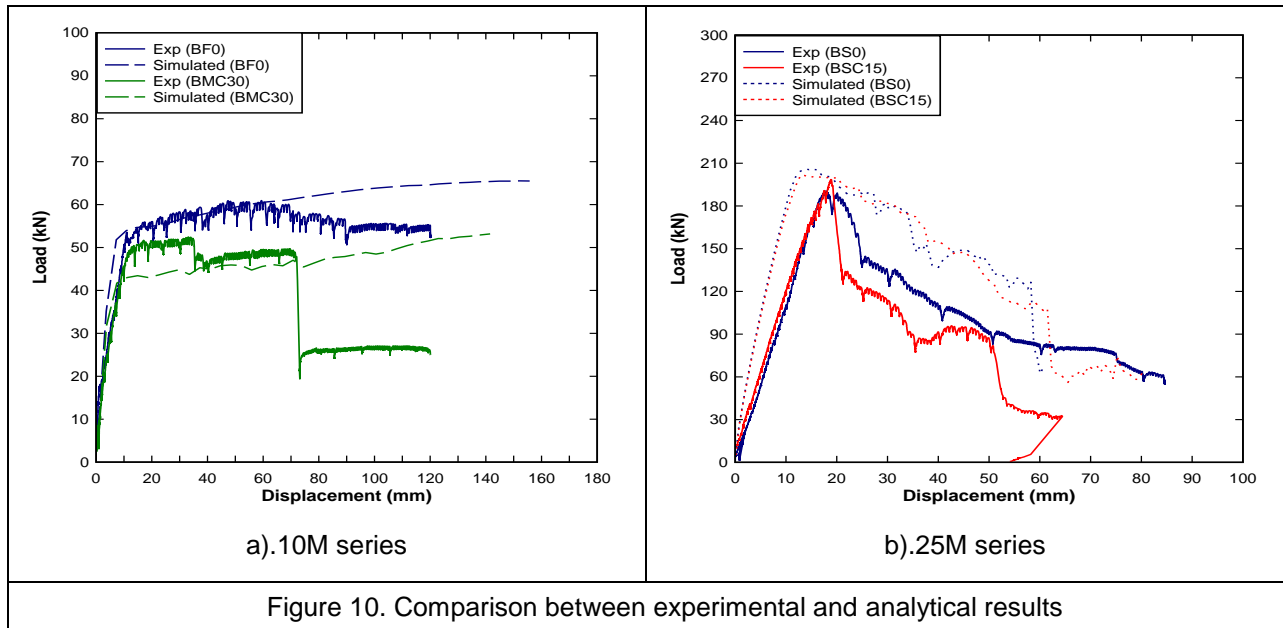 100
90
80
70
60
50
40
30
20
10
0
Load (kN)
Exp (BF0)
Simulated (BF0)
Exp (BMC30)
Simulated (BMC30)
0 20 40 60 80 100 120 140 160 180
Displacement (mm)
a).10M series
300
270
240
210
180
150
120
90
60
30
0
Load (kN)
Exp (BS0)
Exp (BSC15)
Simulated (BS0)
Simulated (BSC15)
0 10 20 30 40 50 60 70 80 90 100
Displacement (mm)
b).25M series
Figure 10. Comparison between experimental and analytical results